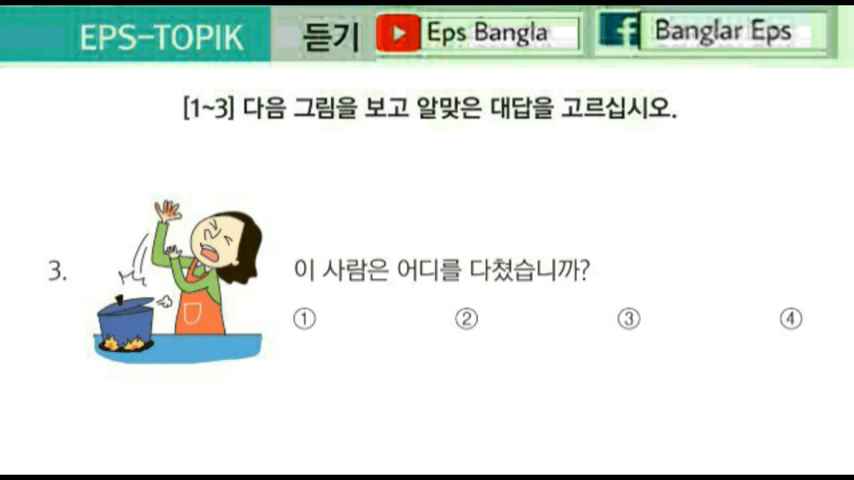 EPS-TOPIK 듣기 Eps Bangla Banglar Eps
[1~3] 다음 그림을 보고 알맞은 대답을 고르십시오.
3. 이 사람은 어디를 다쳤습니까?
① ② ③ ④